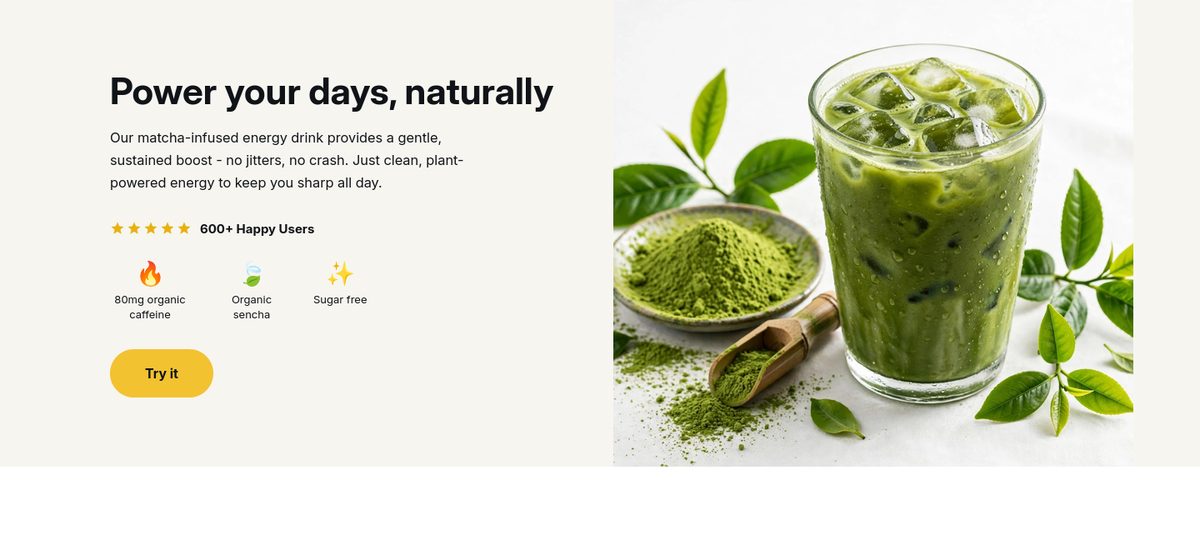 Power your days, naturally
Our matcha-infused energy drink provides a gentle,
sustained boost - no jitters, no crash. Just clean, plant-
powered energy to keep you sharp all day.
600+ Happy Users
80mg organic
caffeine
Organic
sencha
Sugar free
Try it